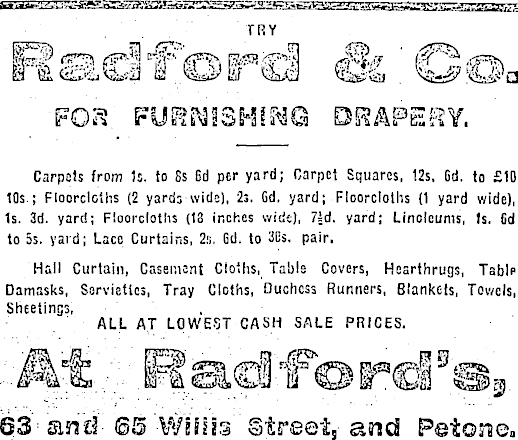 TRY
Radford & Co.
FOR FURNISHING DRAPERY.
Carpets from 1s. to 8s 6d per yard; Carpet Squares, 12s. 6d. to £10
10s.; Floorcloths (2 yards wide), 2s. 6d. yard; Floorcloths (1 yard wide),
1s. 3d. yard; Floorcloths (18 inches wide), 7½d. yard; Linoleums, 1s. 6d
to 5s. yard; Lace Curtains, 2s. 6d. to 30s. pair.
Hall Curtain, Casement Cloths, Table Covers, Hearthrugs, Table
Damasks, Serviettes, Tray Cloths, Duchess Runners, Blankets, Towels,
Sheetings,
ALL AT LOWEST CASH SALE PRICES.
At Radford's,
63 and 65 Willis Street, and Petone.